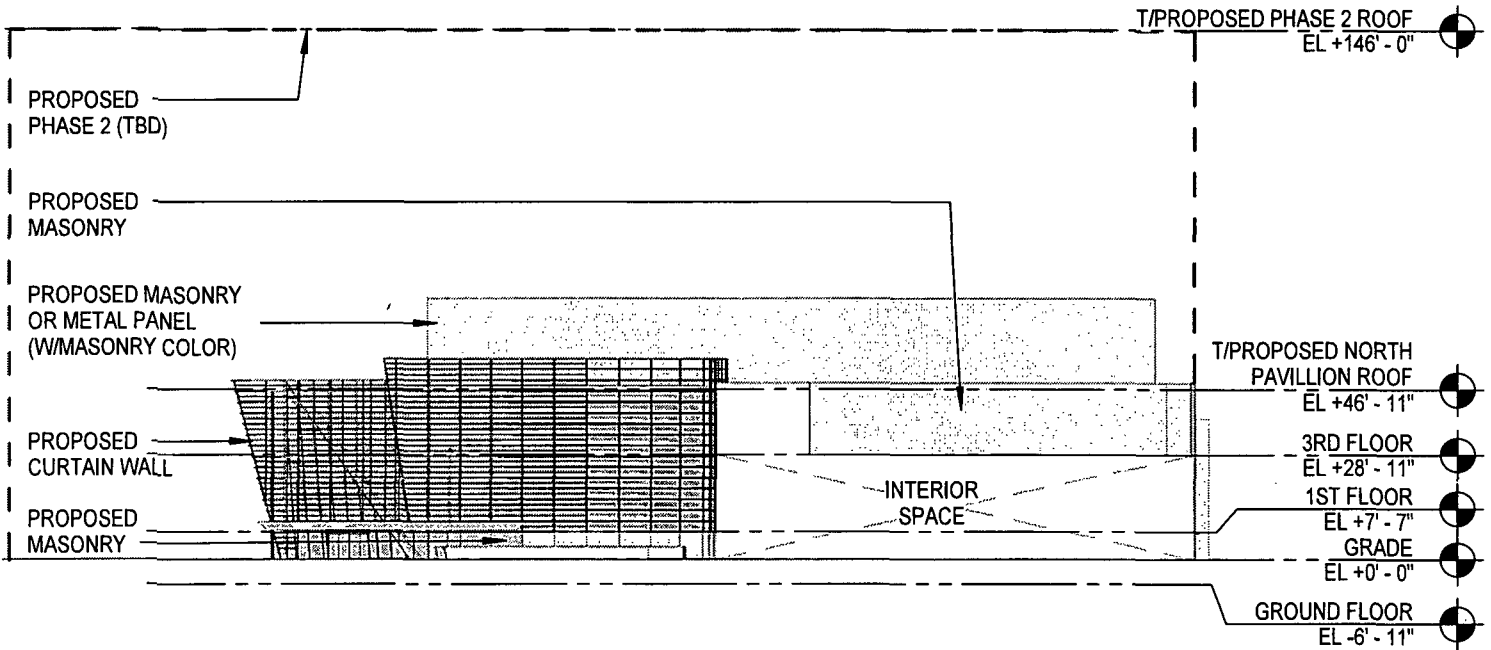 T/PROPOSED PHASE 2 ROOF
EL +146' - 0"
PROPOSED
PHASE 2 (TBD)
PROPOSED
MASONRY
PROPOSED MASONRY
OR METAL PANEL
(W/MASONRY COLOR)
T/PROPOSED NORTH
PAVILLION ROOF
EL +46' - 11"
PROPOSED
CURTAIN WALL
3RD FLOOR
EL +28' - 11"
INTERIOR
SPACE
1ST FLOOR
EL +7' - 7"
PROPOSED
MASONRY
GRADE
EL +0' - 0"
GROUND FLOOR
EL -6' - 11"